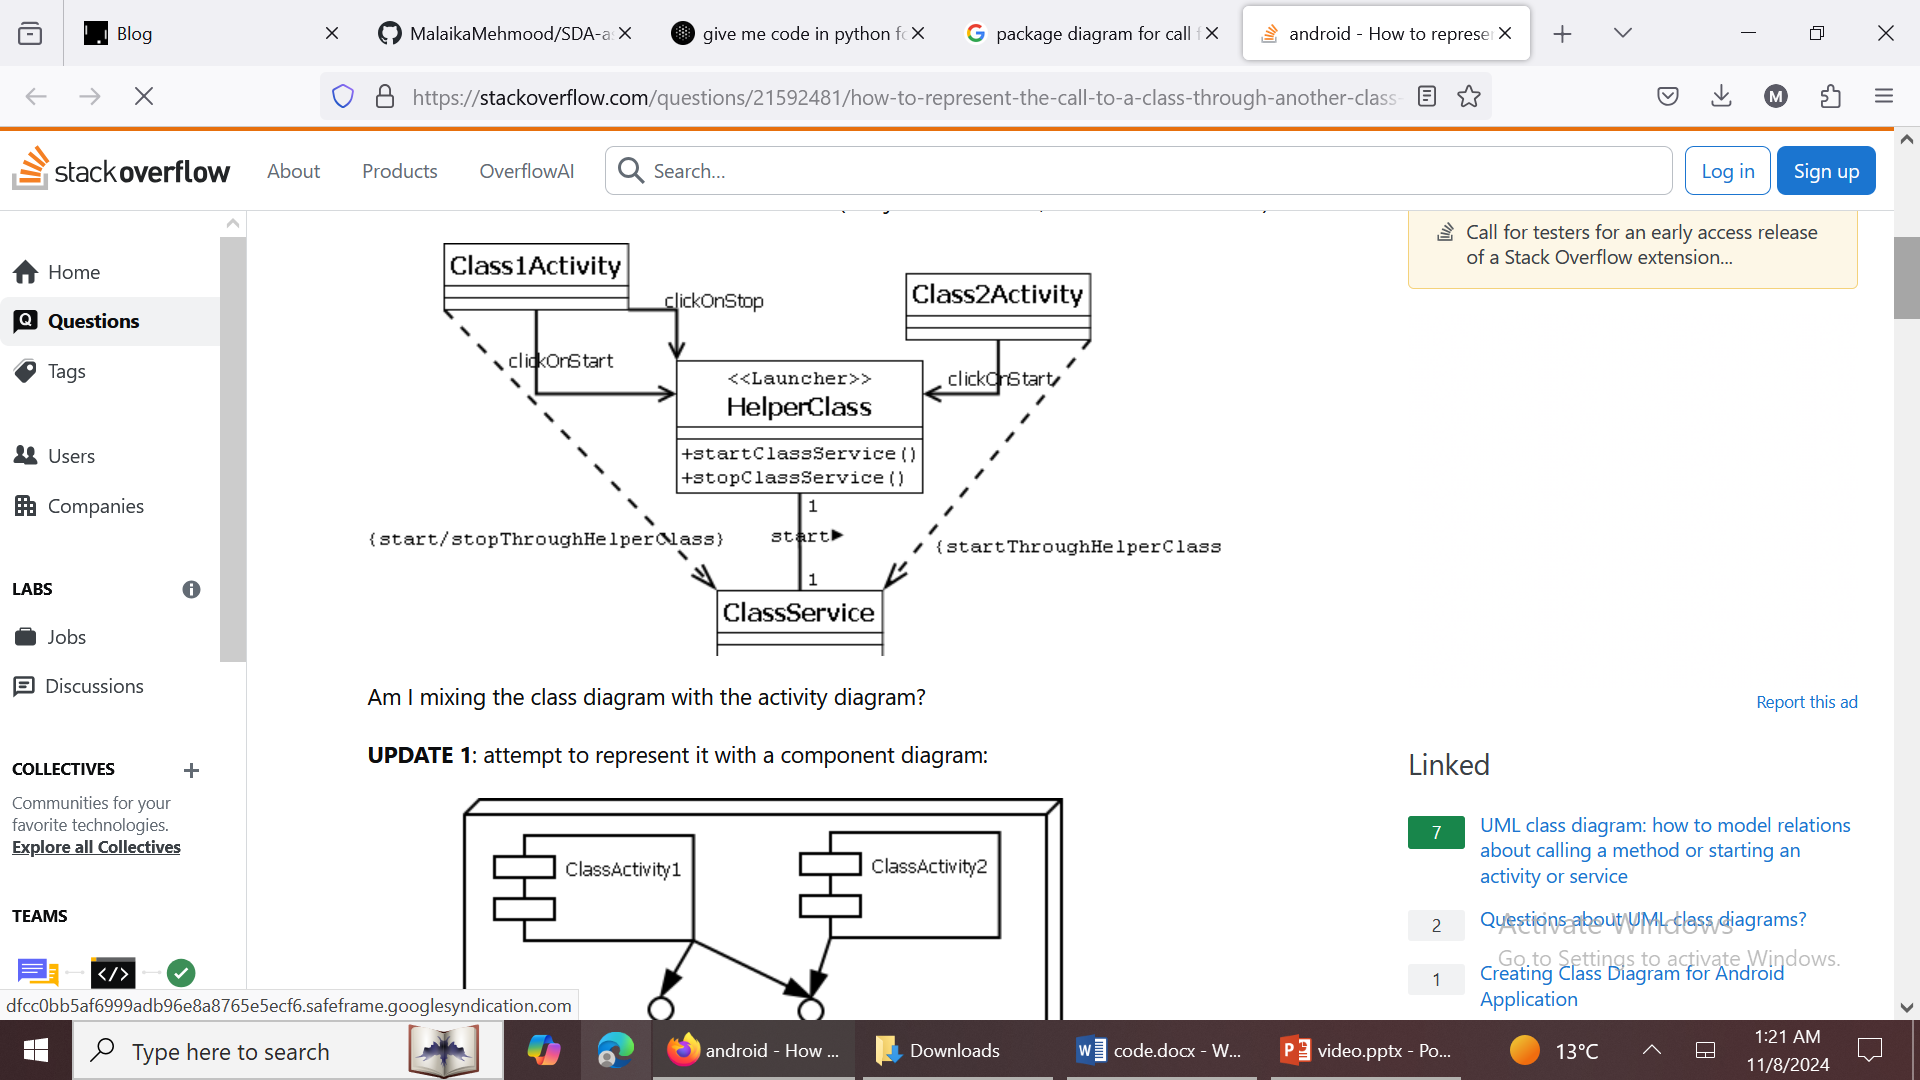 Blog
MalaikaMehmood/SDA-a
give me code in python fo
package diagram for call f
android - How to represe
https://stackoverflow.com/questions/21592481/how-to-represent-the-call-to-a-class-through-another-class-
M
stackoverflow
About
Products
OverflowAI
Search...
Log in
Sign up
Home
Questions
Tags
Users
Companies
LABS
Jobs
Discussions
COLLECTIVES
Communities for your
favorite technologies.
Explore all Collectives
TEAMS
Class1Activity
clickOnStop
Class2Activity
clickOnStart
<<Launcher>>
clickOnStart
HelperClass
+startClassService()
+stopClassService()
1
{start/stopThroughHelperClass}
start
{startThroughHelperClass
1
ClassService
Am I mixing the class diagram with the activity diagram?
UPDATE 1: attempt to represent it with a component diagram:
ClassActivity1
ClassActivity2
Call for testers for an early access release
of a Stack Overflow extension...
Report this ad
Linked
7
UML class diagram: how to model relations
about calling a method or starting an
activity or service
2
Questions about UML class diagrams?
1
Creating Class Diagram for Android
Application
Activate Windows
Go to Settings to activate Windows.
dfcc0bb5af6999adb96e8a8765e5ecf6.safeframe.googlesyndication.com
Type here to search
android - How ...
Downloads
code.docx - W...
video.pptx - Po...
13°C
1:21 AM
11/8/2024